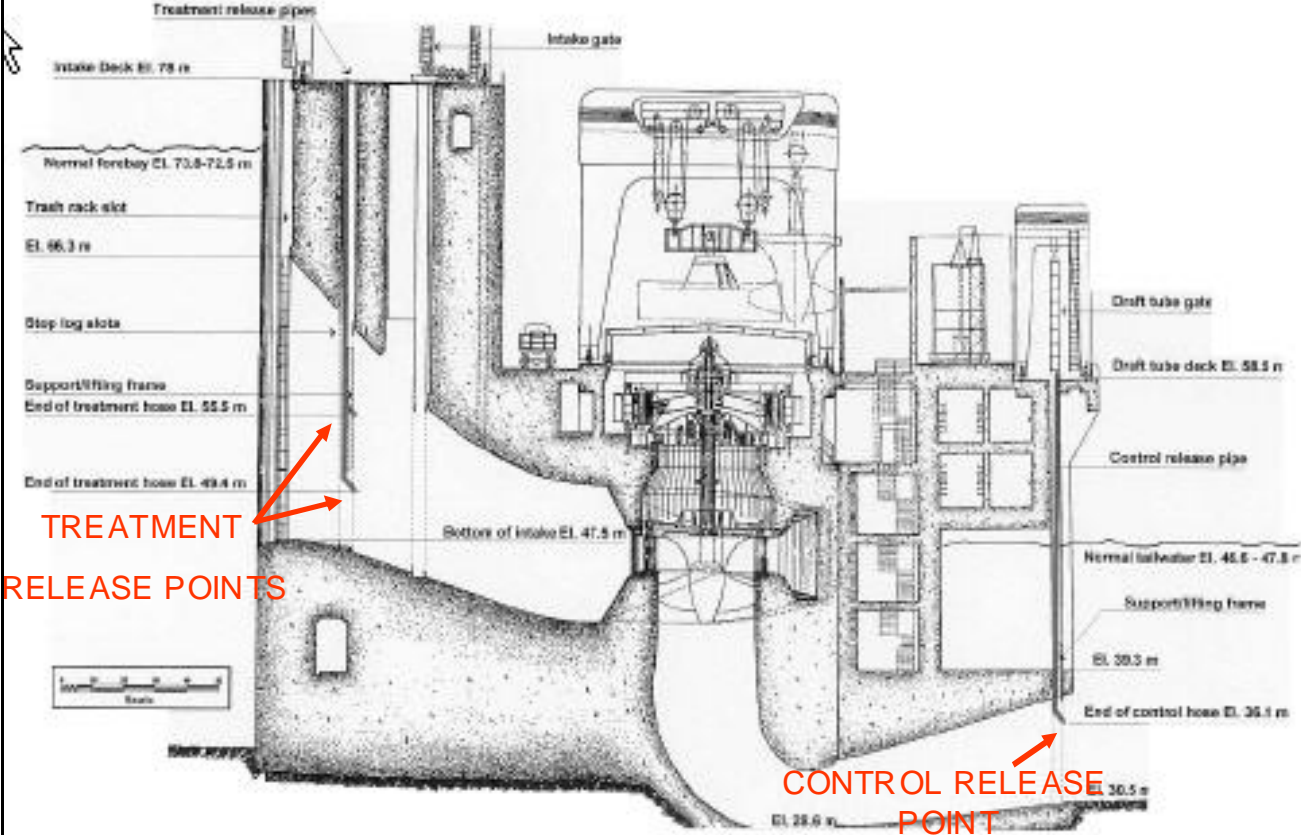 Treatment release pipes
Intake gate
Intake Deck El. 78 m
Normal forebay El. 73.8-72.5 m
Trash rack slot
El. 66.3 m
Stop log slots
Support/lifting frame
End of treatment hose El. 55.5 m
End of treatment hose El. 49.4 m
TREATMENT
RELEASE POINTS
Bottom of intake El. 47.5 m
Scale
Draft tube gate
Draft tube deck El. 58.5 m
Control release pipe
Normal tailwater El. 46.6 - 47.8 m
Support/lifting frame
El. 39.3 m
End of control hose El. 36.1 m
CONTROL RELEASE
POINT
El. 30.5 m
El. 28.6 m